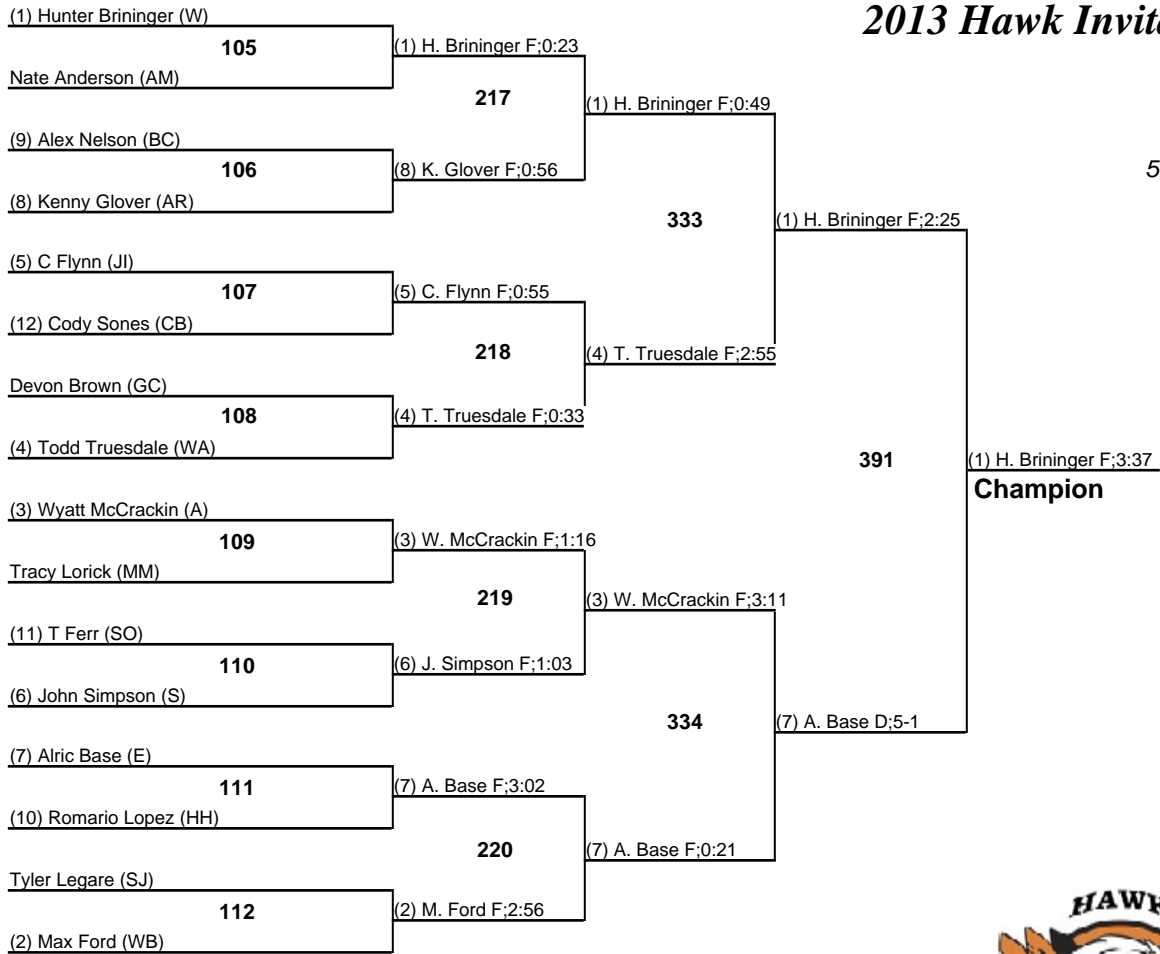 2013 Hawk
(1) Hunter Brininger (W)
105
Nate Anderson (AM)
(1) H. Brininger F;0:23
217
(9) Alex Nelson (BC)
106
(8) Kenny Glover (AR)
(8) K. Glover F;0:56
(1) H. Brininger F;0:49
5
333
(5) C Flynn (JI)
107
(12) Cody Sones (CB)
(5) C. Flynn F;0:55
218
Devon Brown (GC)
108
(4) Todd Truesdale (WA)
(4) T. Truesdale F;0:33
(4) T. Truesdale F;2:55
(1) H. Brininger F;2:25
391
(1) H. Brininger F;3:37
Champion
(3) Wyatt McCrackin (A)
109
Tracy Lorick (MM)
(3) W. McCrackin F;1:16
219
(11) T Ferr (SO)
110
(6) John Simpson (S)
(6) J. Simpson F;1:03
(3) W. McCrackin F;3:11
334
(7) A. Base D;5-1
(7) Alric Base (E)
111
(10) Romario Lopez (HH)
(7) A. Base F;3:02
220
Tyler Legare (SJ)
112
(2) Max Ford (WB)
(2) M. Ford F;2:56
(7) A. Base F;0:21